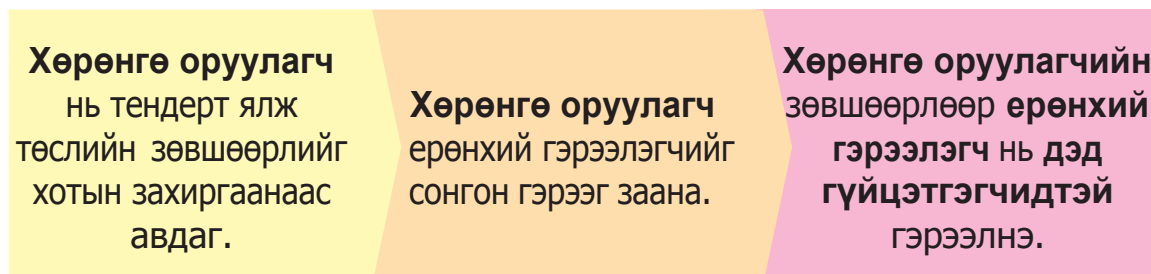 Хөрөнгө оруулагч
нь тендерт ялж
төслийн зөвшөөрлийг
хотын захиргаанаас
авдаг.
Хөрөнгө оруулагч
ерөнхий гэрээлэгчийг
сонгон гэрээг заана.
Хөрөнгө оруулагчийн
зөвшөөрлөөр ерөнхий
гэрээлэгч нь дэд
гүйцэтгэгчидтэй
гэрээлнэ.